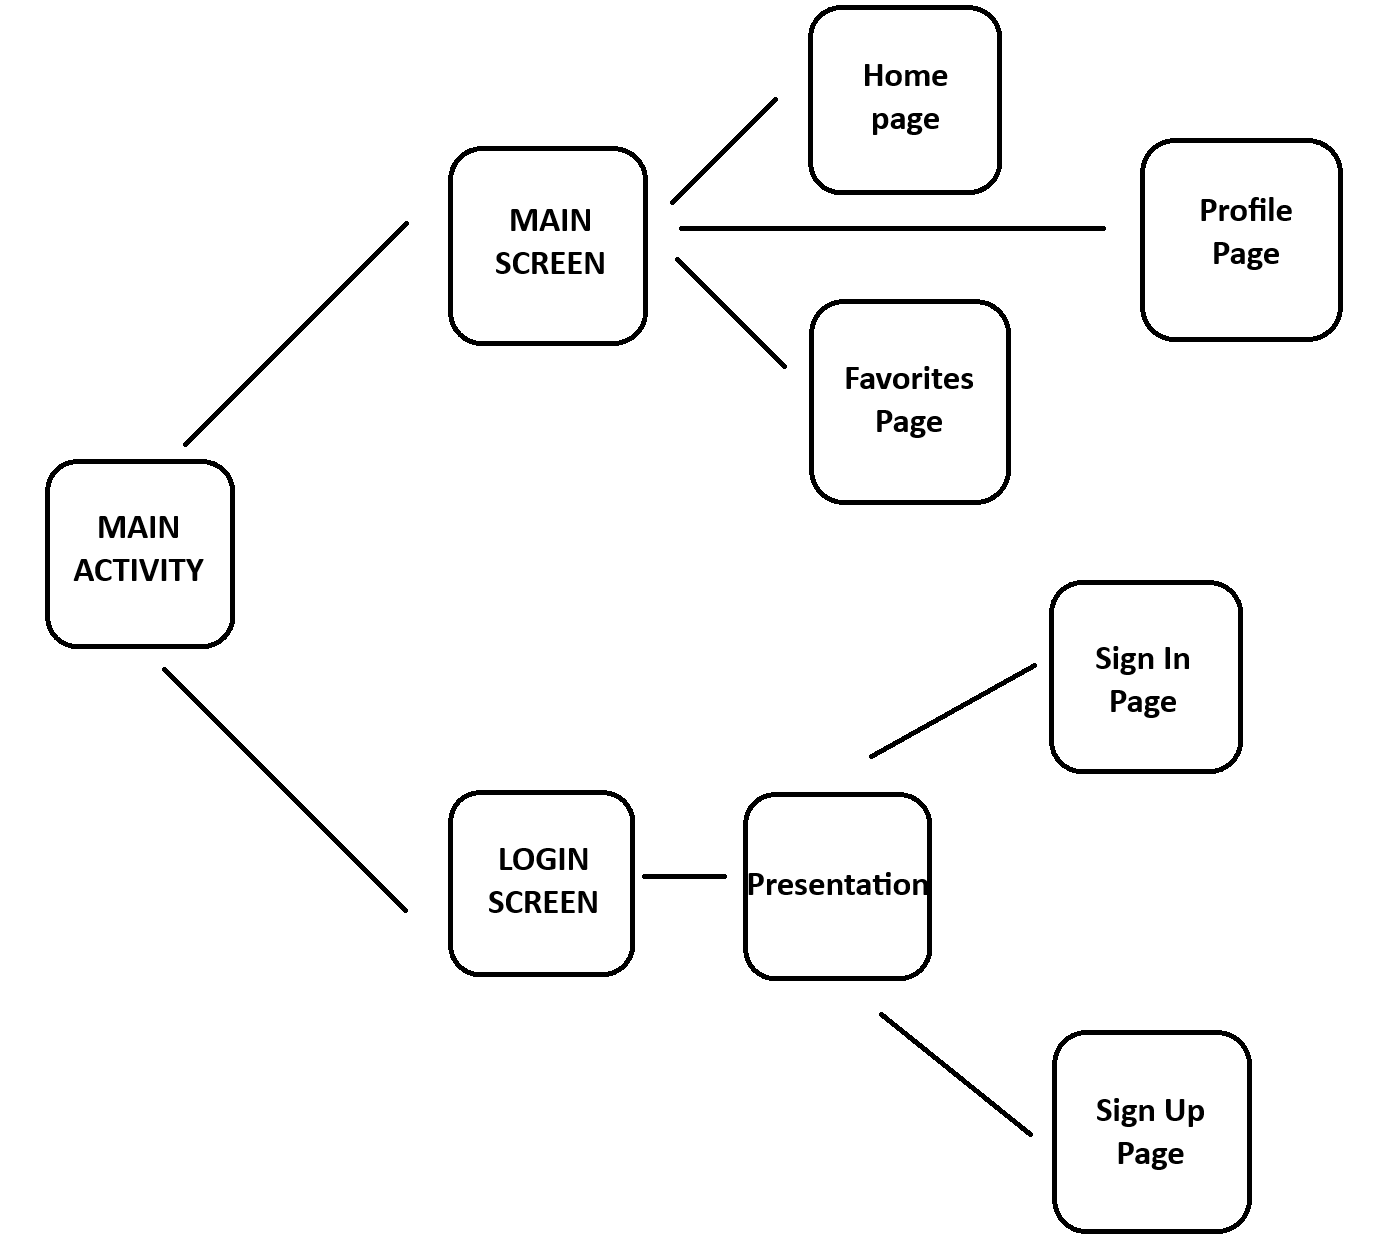 Home
page
MAIN
SCREEN
Profile
Page
Favorites
Page
MAIN
ACTIVITY
Sign In
Page
LOGIN
SCREEN
Presentation
Sign Up
Page